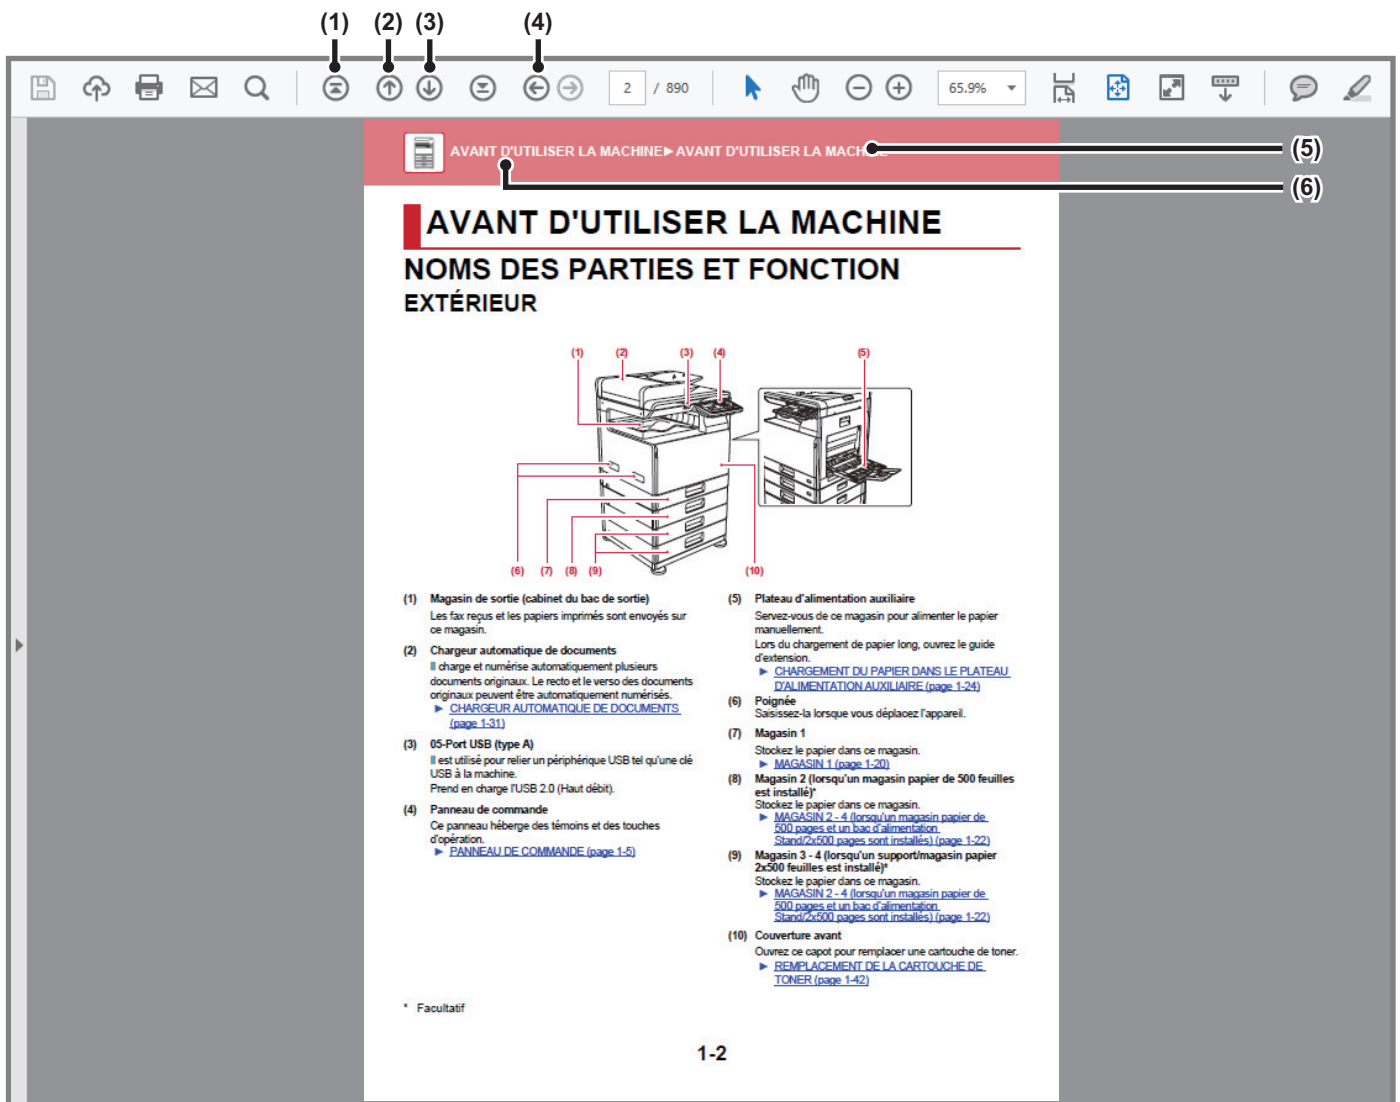 (1) (2) (3) (4)
2 / 890 65.9%
AVANT D'UTILISER LA MACHINE►AVANT D'UTILISER LA MACHINE
(5)
(6)
AVANT D'UTILISER LA MACHINE
NOMS DES PARTIES ET FONCTION
EXTÉRIEUR
(1) (2) (3) (4) (5)
(6) (7) (8) (9) (10)
(1) Magasin de sortie (cabinet du bac de sortie)
Les fax reçus et les papiers imprimés sont envoyés sur
ce magasin.
(2) Chargeur automatique de documents
Il charge et numérise automatiquement plusieurs
documents originaux. Le recto et le verso des documents
originaux peuvent être automatiquement numérisés.
► CHARGEUR AUTOMATIQUE DE DOCUMENTS
(page 1-31)
(3) 05-Port USB (type A)
Il est utilisé pour relier un périphérique USB tel qu'une clé
USB à la machine.
Prend en charge l'USB 2.0 (Haut débit).
(4) Panneau de commande
Ce panneau héberge des témoins et des touches
d'opération.
► PANNEAU DE COMMANDE (page 1-5)
(5) Plateau d'alimentation auxiliaire
Servez-vous de ce magasin pour alimenter le papier
manuellement.
Lors du chargement de papier long, ouvrez le guide
d'extension.
► CHARGEMENT DU PAPIER DANS LE PLATEAU
D'ALIMENTATION AUXILIAIRE (page 1-24)
(6) Poignée
Saisissez-la lorsque vous déplacez l'appareil.
(7) Magasin 1
Stockez le papier dans ce magasin.
► MAGASIN 1 (page 1-20)
(8) Magasin 2 (lorsqu'un magasin papier de 500 feuilles
est installé)*
Stockez le papier dans ce magasin.
► MAGASIN 2 - 4 (lorsqu'un magasin papier de
500 pages et un bac d'alimentation
Stand/2x500 pages sont installés) (page 1-22)
(9) Magasin 3 - 4 (lorsqu'un support/magasin papier
2x500 feuilles est installé)*
Stockez le papier dans ce magasin.
► MAGASIN 2 - 4 (lorsqu'un magasin papier de
500 pages et un bac d'alimentation
Stand/2x500 pages sont installés) (page 1-22)
(10) Couverture avant
Ouvrez ce capot pour remplacer une cartouche de toner.
► REMPLACEMENT DE LA CARTOUCHE DE
TONER (page 1-42)
* Facultatif
1-2